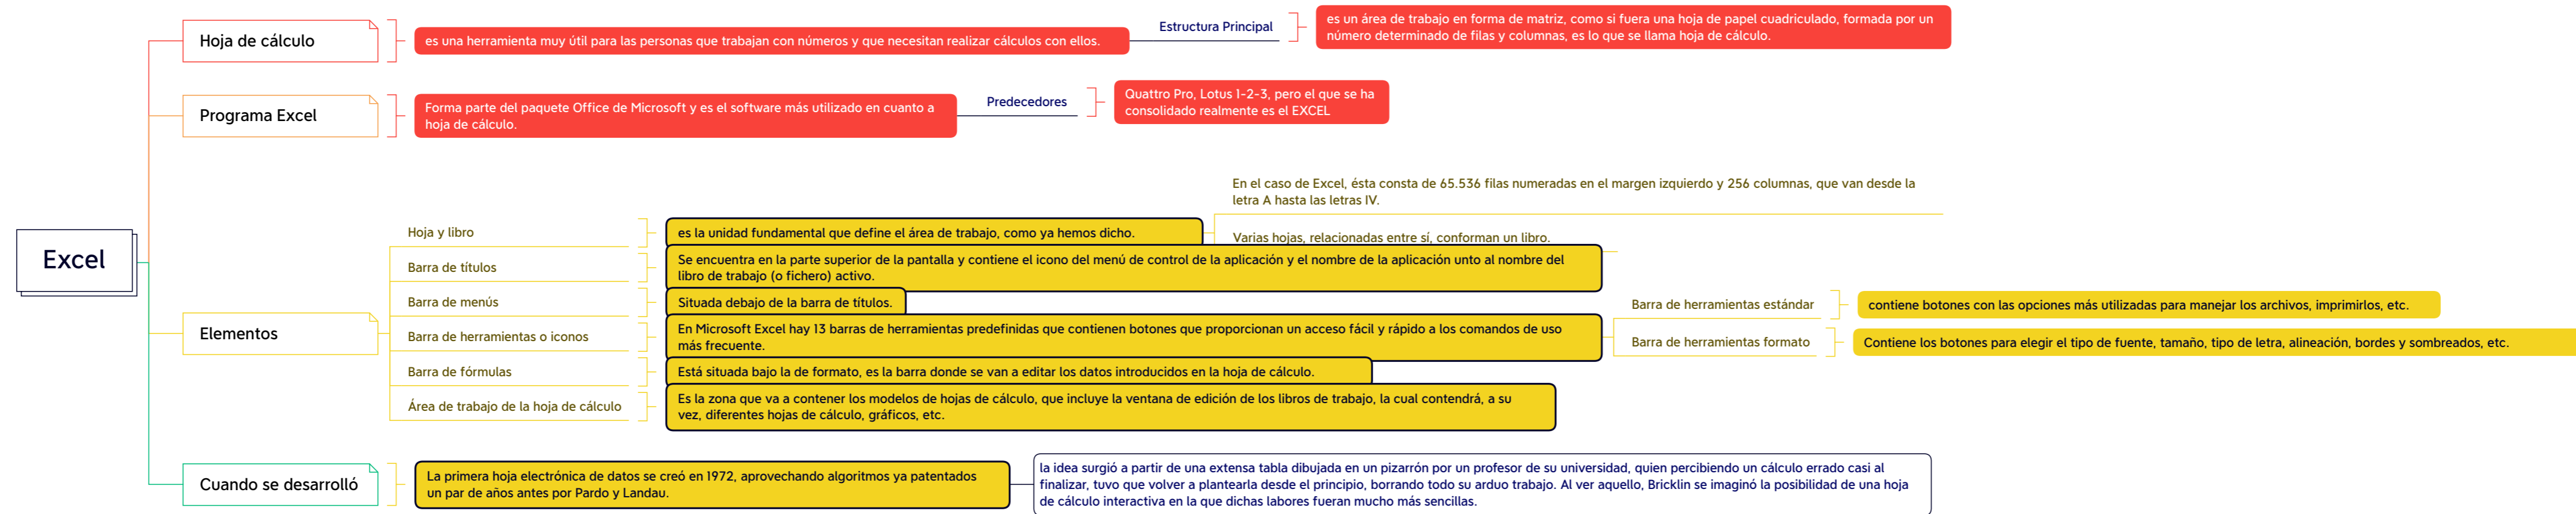 Excel
Hoja de cálculo
es una herramienta muy útil para las personas que trabajan con números y que necesitan realizar cálculos con ellos.
Estructura Principal
es un área de trabajo en forma de matriz, como si fuera una hoja de papel cuadriculado, formada por un
número determinado de filas y columnas, es lo que se llama hoja de cálculo.
Programa Excel
Forma parte del paquete Office de Microsoft y es el software más utilizado en cuanto a
hoja de cálculo.
Predecedores
Quattro Pro, Lotus 1-2-3, pero el que se ha
consolidado realmente es el EXCEL
Elementos
Hoja y libro
es la unidad fundamental que define el área de trabajo, como ya hemos dicho.
En el caso de Excel, ésta consta de 65.536 filas numeradas en el margen izquierdo y 256 columnas, que van desde la
letra A hasta las letras IV.
Varias hojas, relacionadas entre sí, conforman un libro.
Barra de títulos
Se encuentra en la parte superior de la pantalla y contiene el icono del menú de control de la aplicación y el nombre de la aplicación unto al nombre del
libro de trabajo (o fichero) activo.
Barra de menús
Situada debajo de la barra de títulos.
Barra de herramientas o iconos
En Microsoft Excel hay 13 barras de herramientas predefinidas que contienen botones que proporcionan un acceso fácil y rápido a los comandos de uso
más frecuente.
Barra de herramientas estándar
contiene botones con las opciones más utilizadas para manejar los archivos, imprimirlos, etc.
Barra de herramientas formato
Contiene los botones para elegir el tipo de fuente, tamaño, tipo de letra, alineación, bordes y sombreados, etc.
Barra de fórmulas
Está situada bajo la de formato, es la barra donde se van a editar los datos introducidos en la hoja de cálculo.
Área de trabajo de la hoja de cálculo
Es la zona que va a contener los modelos de hojas de cálculo, que incluye la ventana de edición de los libros de trabajo, la cual contendrá, a su
vez, diferentes hojas de cálculo, gráficos, etc.
Cuando se desarrolló
La primera hoja electrónica de datos se creó en 1972, aprovechando algoritmos ya patentados
un par de años antes por Pardo y Landau.
la idea surgió a partir de una extensa tabla dibujada en un pizarrón por un profesor de su universidad, quien percibiendo un cálculo errado casi al
finalizar, tuvo que volver a plantearla desde el principio, borrando todo su arduo trabajo. Al ver aquello, Bricklin se imaginó la posibilidad de una hoja
de cálculo interactiva en la que dichas labores fueran mucho más sencillas.